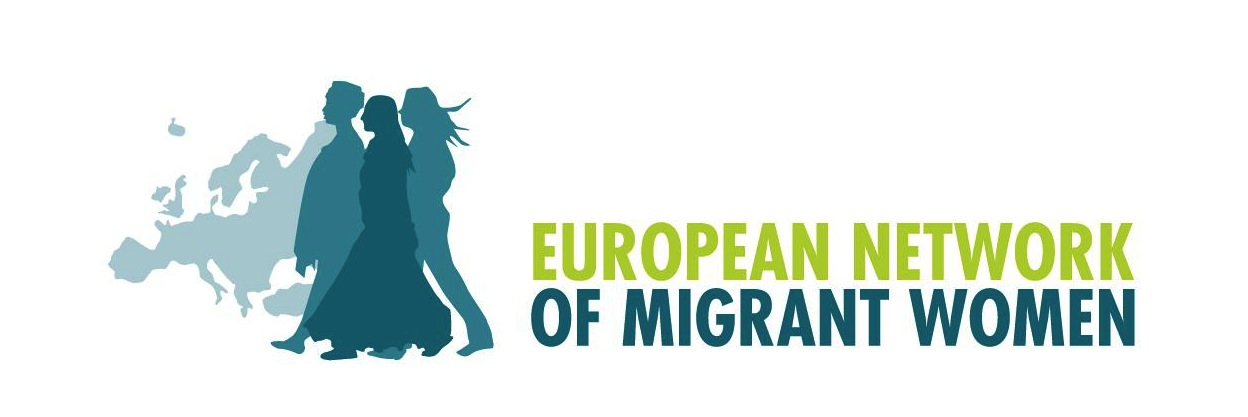 EUROPEAN NETWORK
OF MIGRANT WOMEN